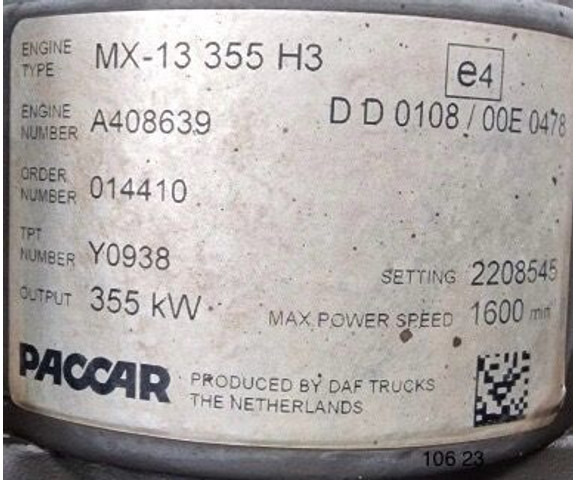 ENGINE TYPE MX-13 355 H3
e4
ENGINE NUMBER A408639
D D 0108 / 00E 0478
ORDER NUMBER 014410
TPT NUMBER Y0938
SETTING 2208545
OUTPUT 355 kW
MAX.POWER SPEED 1600 min
PACCAR PRODUCED BY DAF TRUCKS
THE NETHERLANDS
106 23